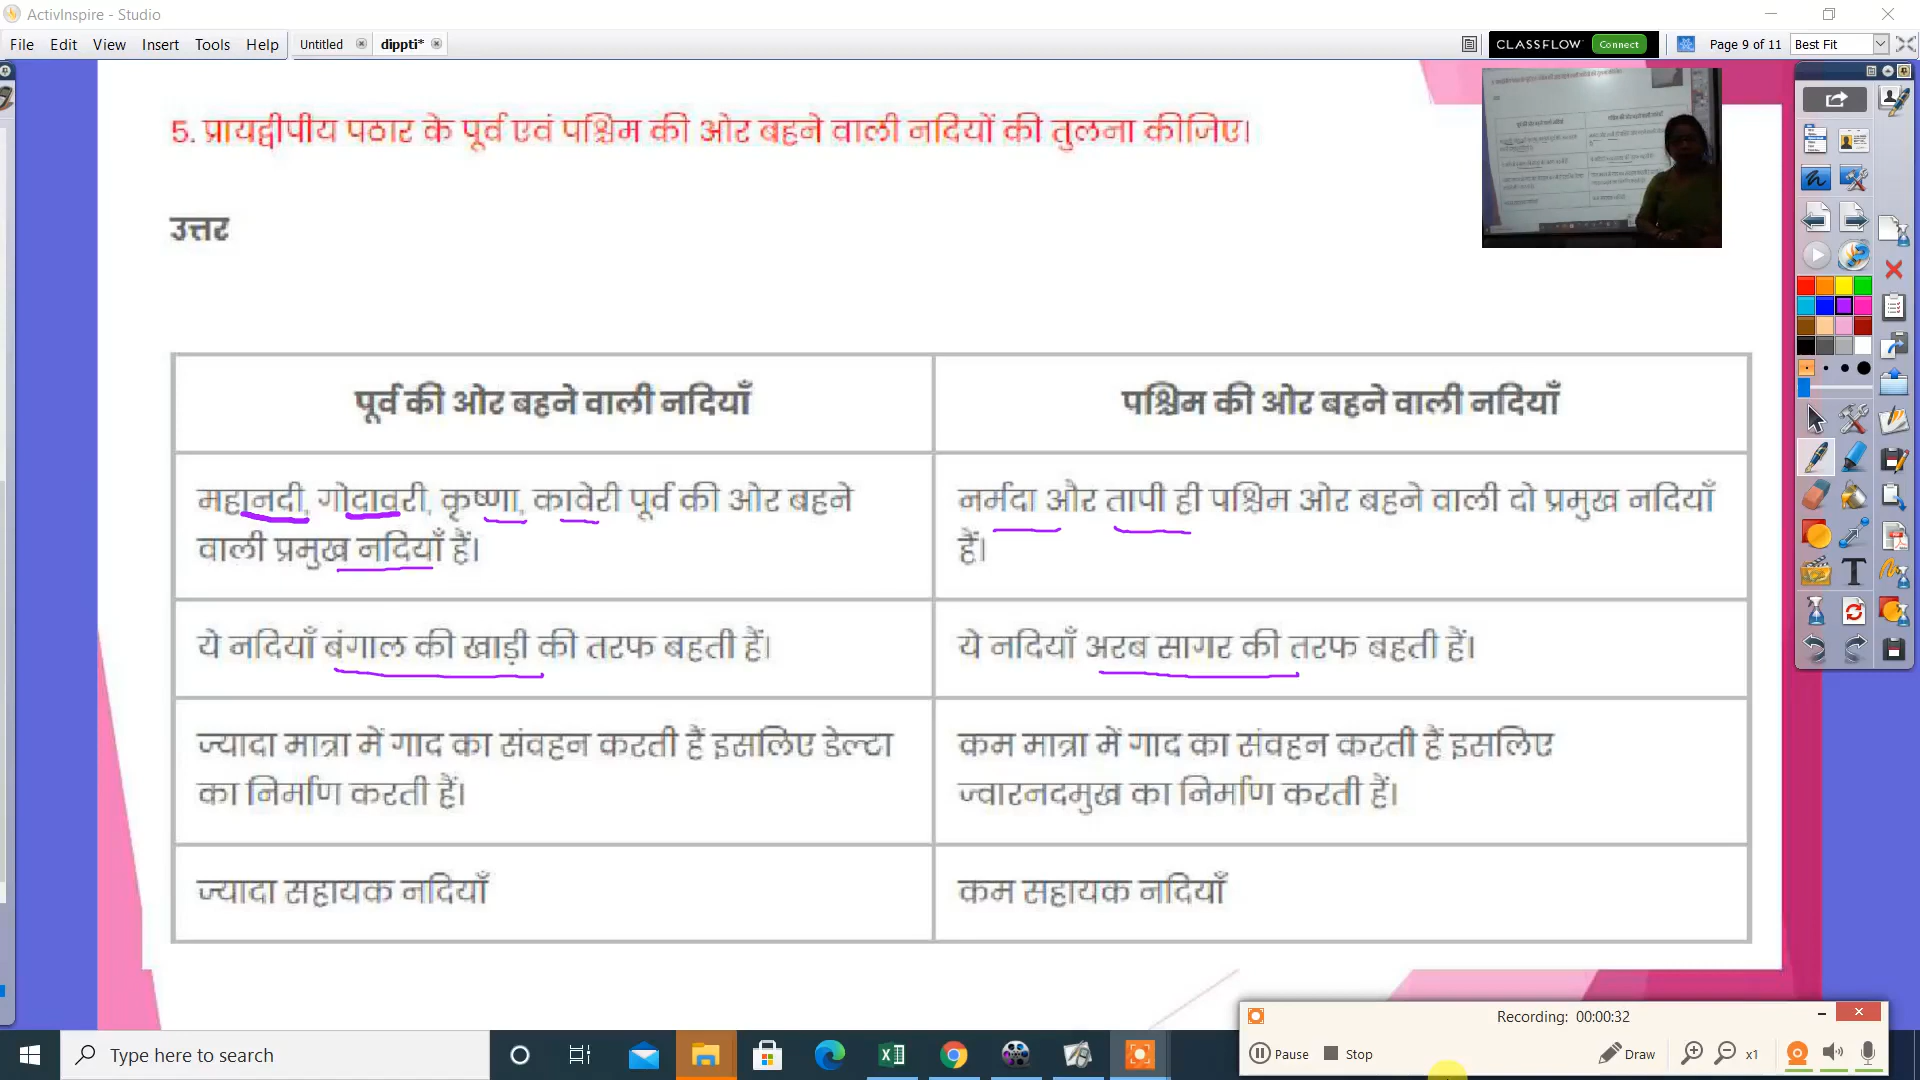 ActivInspire - Studio
File Edit View Insert Tools Help Untitled dippti* CLASSFLOW Connect Page 9 of 11 Best Fit
5. प्रायद्वीपीय पठार के पूर्व एवं पश्चिम की ओर बहने वाली नदियों की तुलना कीजिए।
उत्तर
पूर्व की ओर बहने वाली नदियाँ
पश्चिम की ओर बहने वाली नदियाँ
महानदी, गोदावरी, कृष्णा, कावेरी पूर्व की ओर बहने
वाली प्रमुख नदियाँ हैं।
नर्मदा और तापी ही पश्चिम ओर बहने वाली दो प्रमुख नदियाँ
हैं।
ये नदियाँ बंगाल की खाड़ी की तरफ बहती हैं।
ये नदियाँ अरब सागर की तरफ बहती हैं।
ज्यादा मात्रा में गाद का संवहन करती हैं इसलिए डेल्टा
का निर्माण करती हैं।
कम मात्रा में गाद का संवहन करती हैं इसलिए
ज्वारनदमुख का निर्माण करती हैं।
ज्यादा सहायक नदियाँ
कम सहायक नदियाँ
Recording: 00:00:32
Pause Stop Draw x1
Type here to search